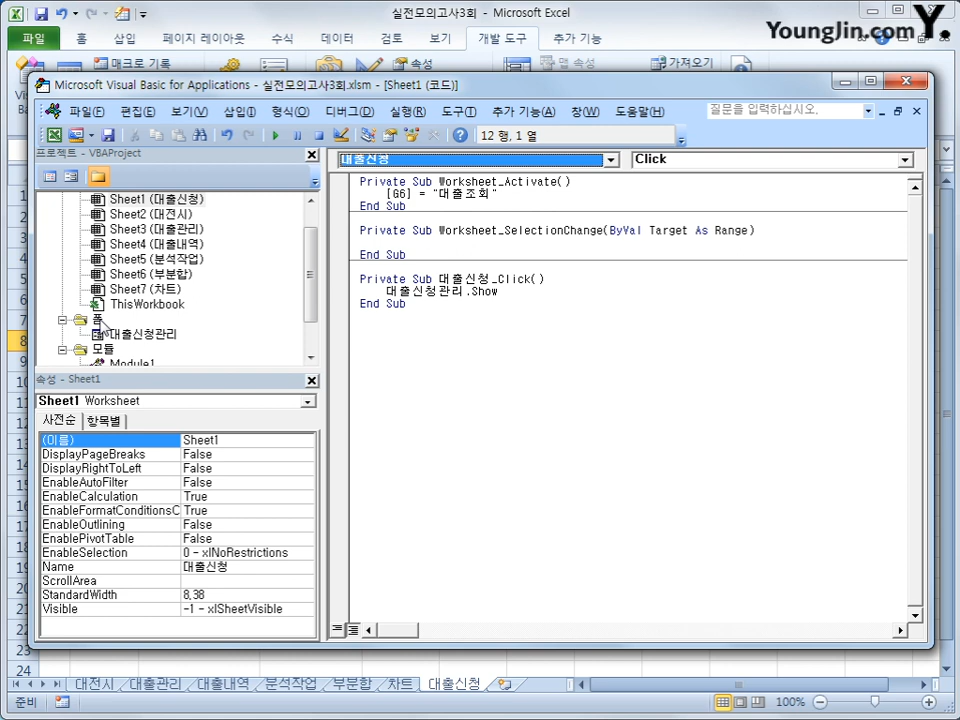 실전모의고사3회 - Microsoft Excel
Younglin.com Y.
파일 홈 삽입 페이지 레이아웃 수식 데이터 검토 보기 개발 도구 추가 기능
매크로 기록 속성 맵 속성 가져오기
Microsoft Visual Basic for Applications - 실전모의고사3회.xlsm - [Sheet1 (코드)]
파일(F) 편집(E) 보기(V) 삽입(I) 형식(O) 디버그(D) 실행(R) 도구(T) 추가 기능(A) 창(W) 도움말(H) 질문을 입력하십시오.
12 행, 1 열
프로젝트 - VBAProject
대출신청 Click
Sheet1 (대출신청)
Sheet2 (대전시)
Sheet3 (대출관리)
Sheet4 (대출내역)
Sheet5 (분석작업)
Sheet6 (부분합)
Sheet7 (차트)
ThisWorkbook
폼
대출신청관리
모듈
Module1
Private Sub Worksheet_Activate()
[G6] = "대출조회"
End Sub
Private Sub Worksheet_SelectionChange(ByVal Target As Range)
End Sub
Private Sub 대출신청_Click()
대출신청관리.Show
End Sub
속성 - Sheet1
Sheet1 Worksheet
사전순 항목별
(이름) Sheet1
DisplayPageBreaks False
DisplayRightToLeft False
EnableAutoFilter False
EnableCalculation True
EnableFormatConditionsC True
EnableOutlining False
EnablePivotTable False
EnableSelection 0 - xlNoRestrictions
Name 대출신청
ScrollArea
StandardWidth 8,38
Visible -1 - xlSheetVisible
23
24
대전시 대출관리 대출내역 분석작업 부분합 차트 대출신청
준비 100%